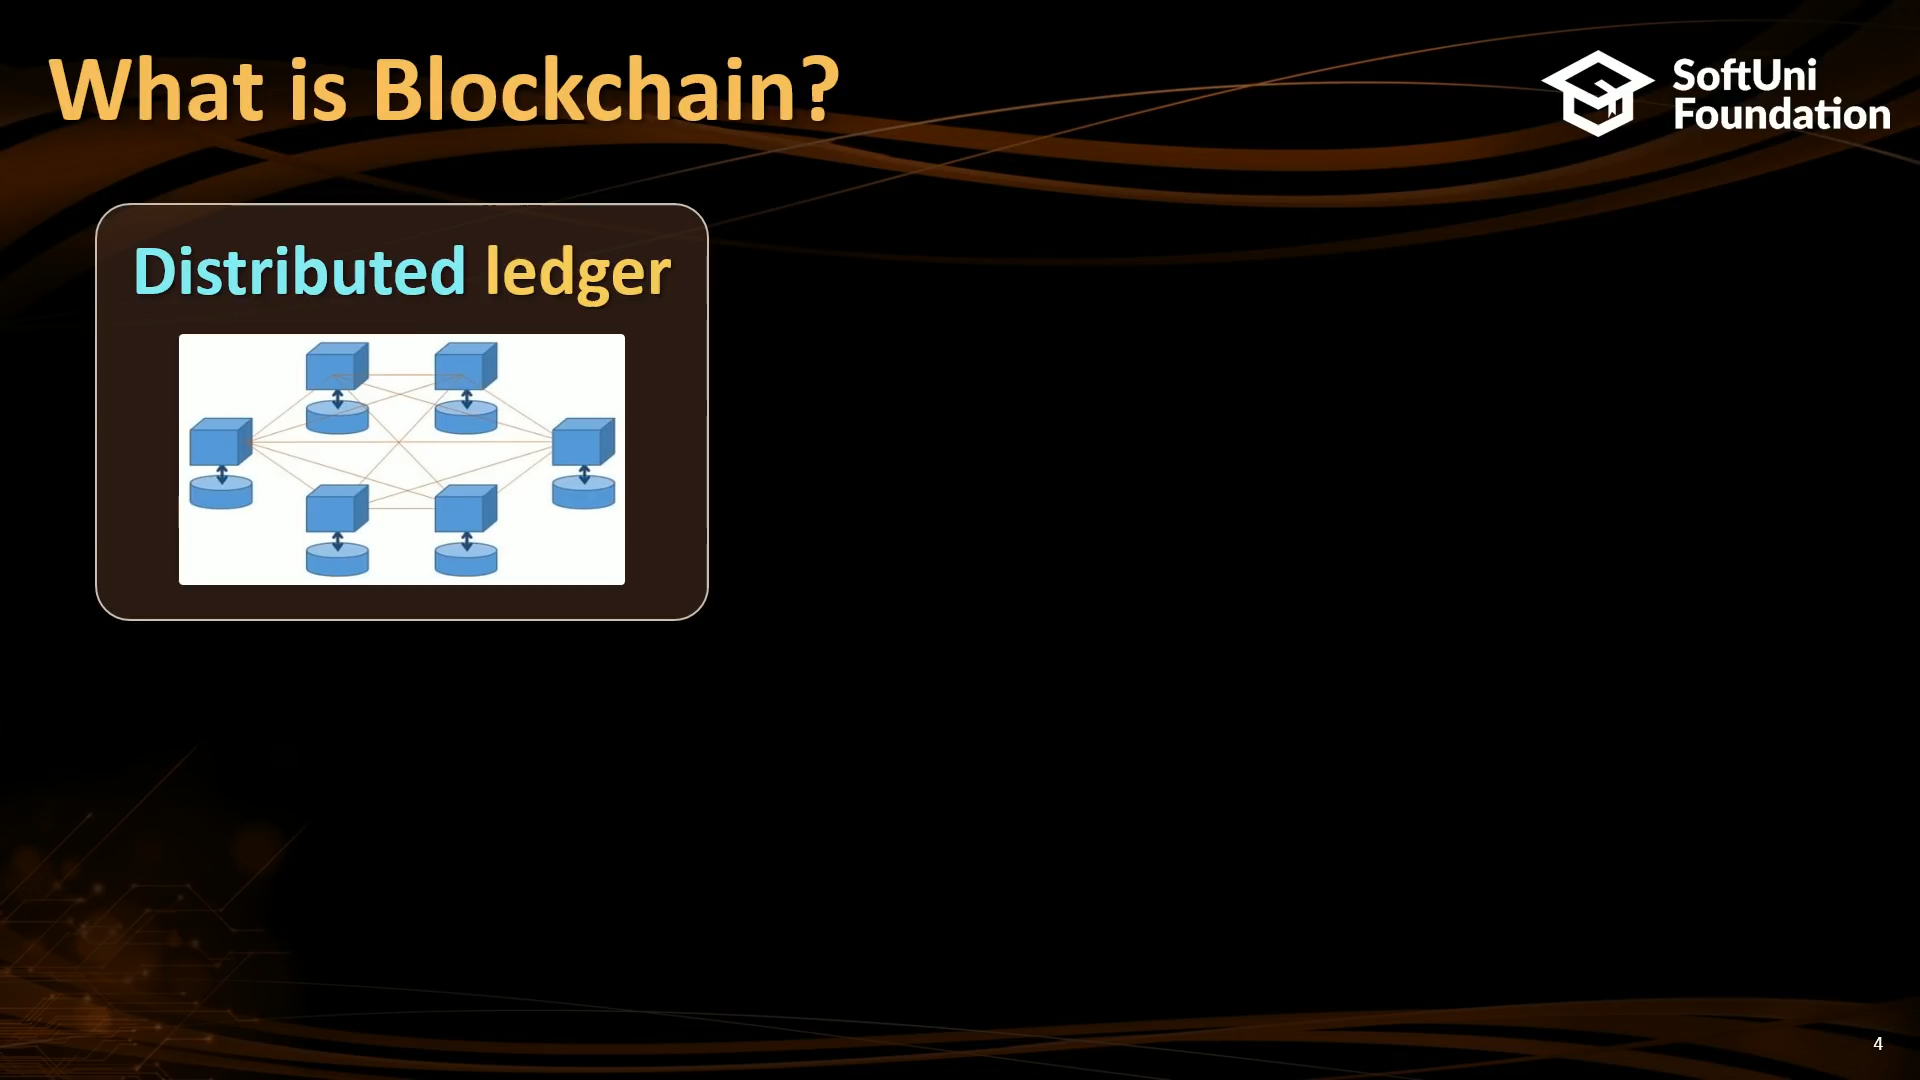 What is Blockchain?
SoftUni
Foundation
Distributed ledger
4